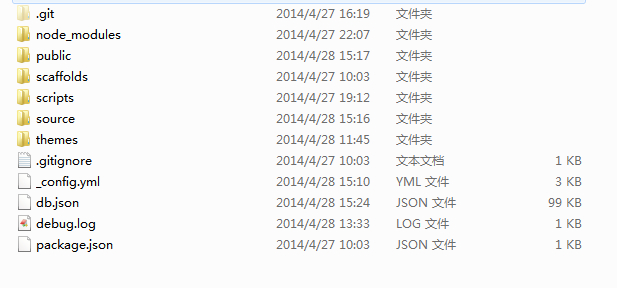 .git 2014/4/27 16:19 文件夹
node_modules 2014/4/27 22:07 文件夹
public 2014/4/28 15:17 文件夹
scaffolds 2014/4/27 10:03 文件夹
scripts 2014/4/27 19:12 文件夹
source 2014/4/28 15:16 文件夹
themes 2014/4/28 11:45 文件夹
.gitignore 2014/4/27 10:03 文本文档 1 KB
_config.yml 2014/4/28 15:10 YML 文件 3 KB
db.json 2014/4/28 15:24 JSON 文件 99 KB
debug.log 2014/4/28 13:33 LOG 文件 1 KB
package.json 2014/4/27 10:03 JSON 文件 1 KB